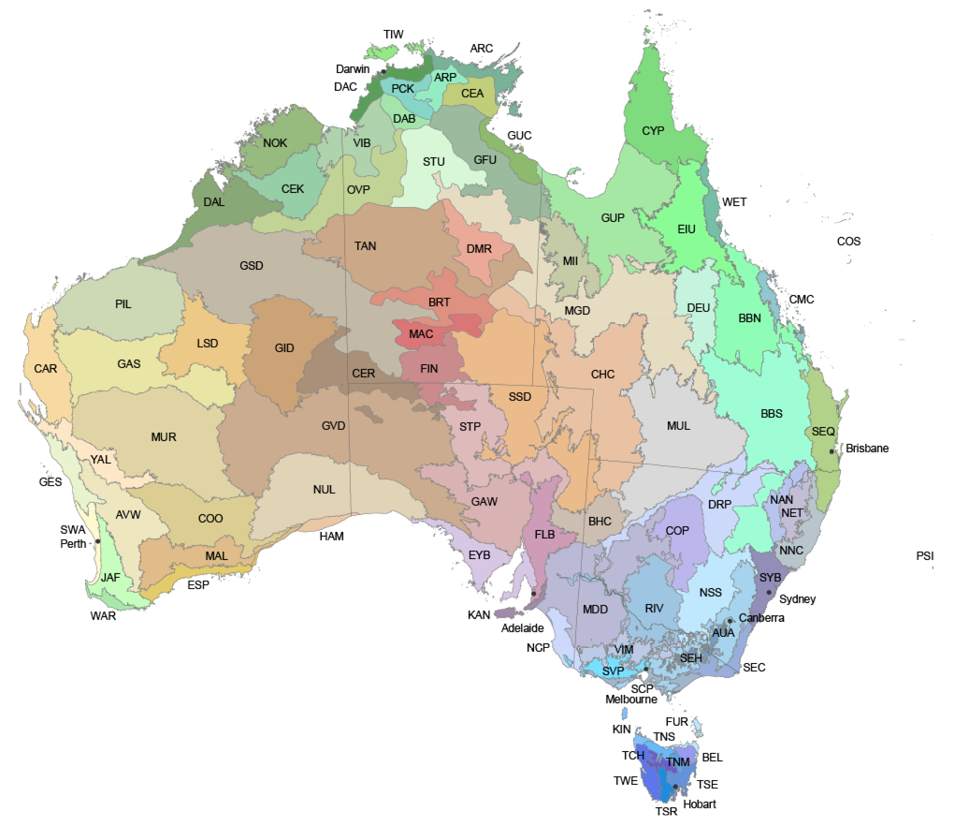 TIW
ARC
Darwin
DAC
PCK
ARP
CEA
DAB
GUC
CYP
NOK
VIB
STU
GFU
CEK
OVP
DAL
WET
GUP
EIU
COS
TAN
DMR
GSD
MII
PIL
BRT
MGD
DEU
CMC
BBN
MAC
LSD
GID
GAS
CAR
CER
FIN
CHC
SSD
BBS
GVD
STP
MUL
SEQ
MUR
Brisbane
YAL
GES
NUL
GAW
DRP
NAN
NET
AVW
COO
BHC
SWA
Perth
HAM
FLB
COP
MAL
EYB
NNC
PSI
JAF
ESP
SYB
NSS
WAR
KAN
MDD
RIV
Sydney
Adelaide
Canberra
AUA
NCP
VIM
SEH
SEC
SVP
SCP
Melbourne
FUR
KIN
TNS
TCH
TNM
BEL
TWE
TSE
Hobart
TSR